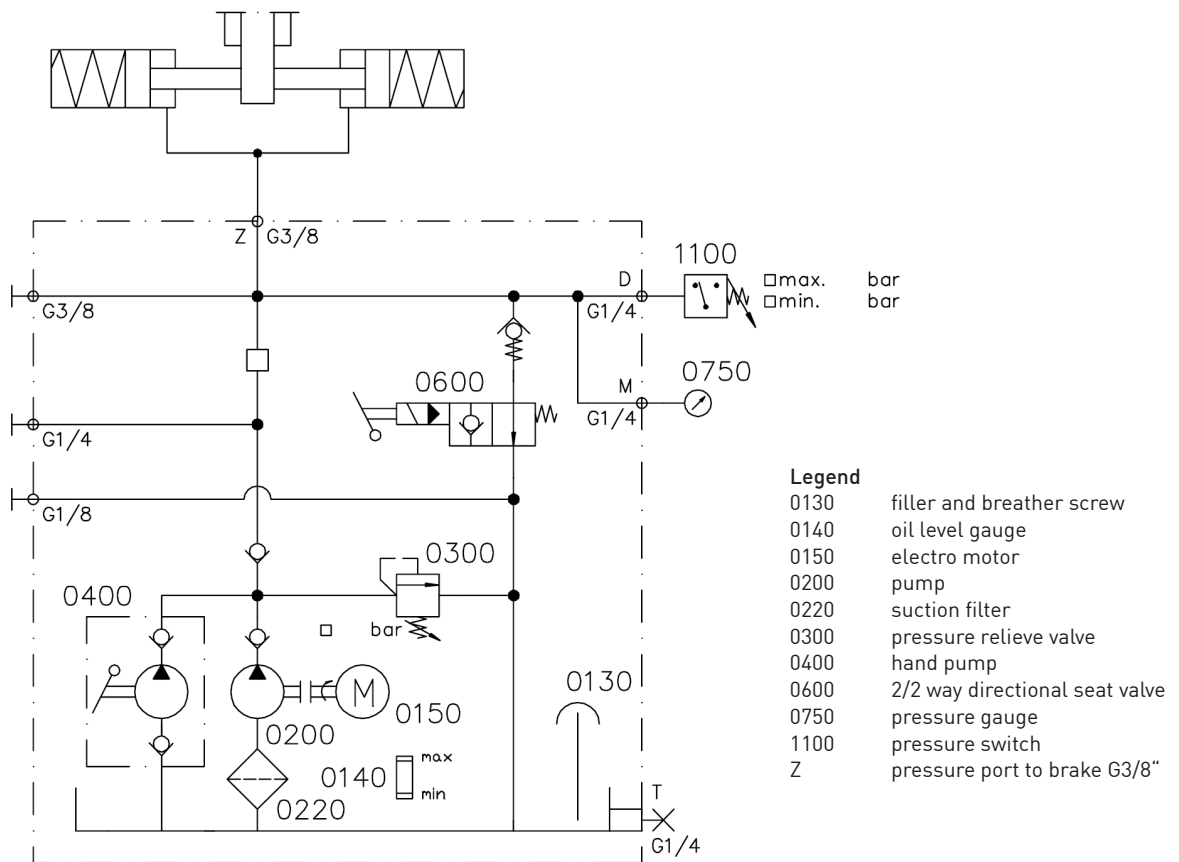 Z G3/8
1100
D
max. bar
min. bar
G3/8
G1/4
0600
M
0750
G1/4
G1/4
G1/8
0300
0400
bar
M
0150
0130
0200
max
0140
min
0220
T
G1/4
Legend
0130 filler and breather screw
0140 oil level gauge
0150 electro motor
0200 pump
0220 suction filter
0300 pressure relieve valve
0400 hand pump
0600 2/2 way directional seat valve
0750 pressure gauge
1100 pressure switch
Z pressure port to brake G3/8“